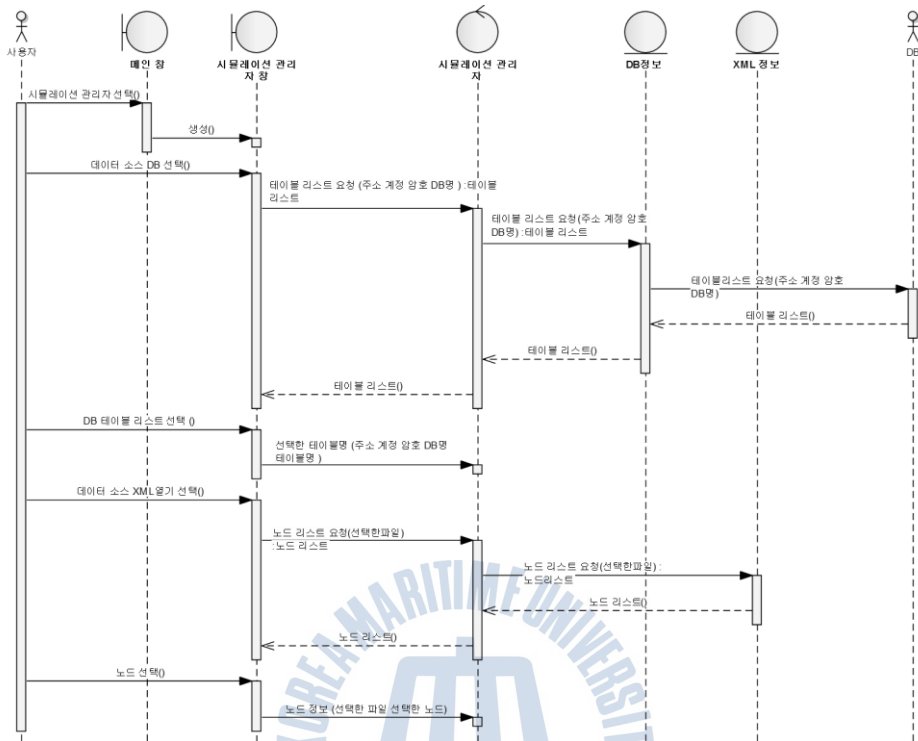 사용자
메인 창
시뮬레이션 관리
자 창
시뮬레이션 관리
자
DB정보
XML 정보
DB
시뮬레이션 관리자 선택()
생성()
데이터 소스 DB 선택()
테이블 리스트 요청 (주소 계정 암호 DB명 ) :테이블
리스트
테이블 리스트 요청(주소 계정 암호
DB명) :테이블 리스트
테이블리스트 요청(주소 계정 암호
DB명)
테이블 리스트()
테이블 리스트()
테이블 리스트()
DB 테이블 리스트 선택 ()
선택한 테이블명 (주소 계정 암호 DB명
테이블명 )
데이터 소스 XML열기 선택()
노드 리스트 요청(선택한파일)
:노드 리스트
노드 리스트 요청(선택한파일) :
노드리스트
노드 리스트()
노드 리스트()
노드 선택()
노드 정보 (선택한 파일 선택한 노드)
KOREA MARITIME UNIVERSI